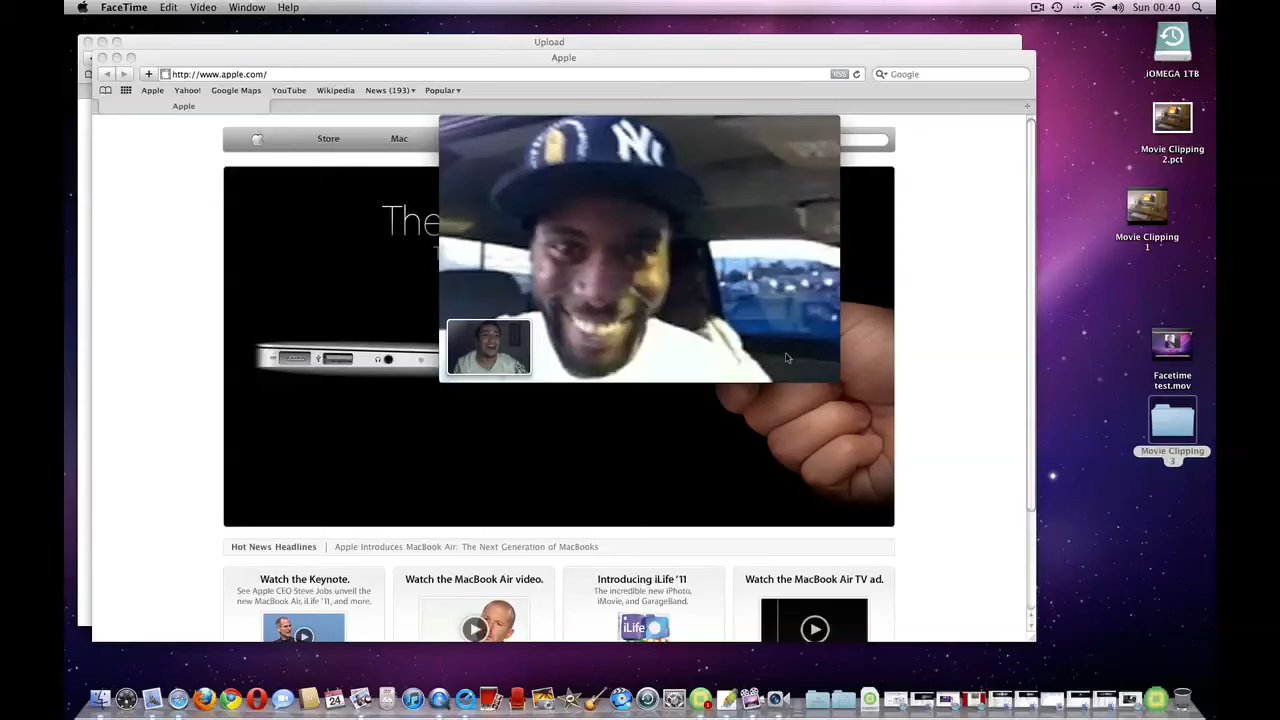 FaceTime Edit Video Window Help
Sun 00:40
Upload
Apple
http://www.apple.com/
RSS
Google
Apple Yahoo! Google Maps YouTube Wikipedia News (193) Popular
Apple
Store Mac
The
NY
Hot News Headlines Apple Introduces MacBook Air: The Next Generation of MacBooks
Watch the Keynote.
See Apple CEO Steve Jobs unveil the
new MacBook Air, iLife '11, and more.
Watch the MacBook Air video.
Introducing iLife '11
The incredible new iPhoto,
iMovie, and GarageBand.
iLife
Watch the MacBook Air TV ad.
iOMEGA 1TB
Movie Clipping
2.pct
Movie Clipping
1
Facetime
test.mov
Movie Clipping
3